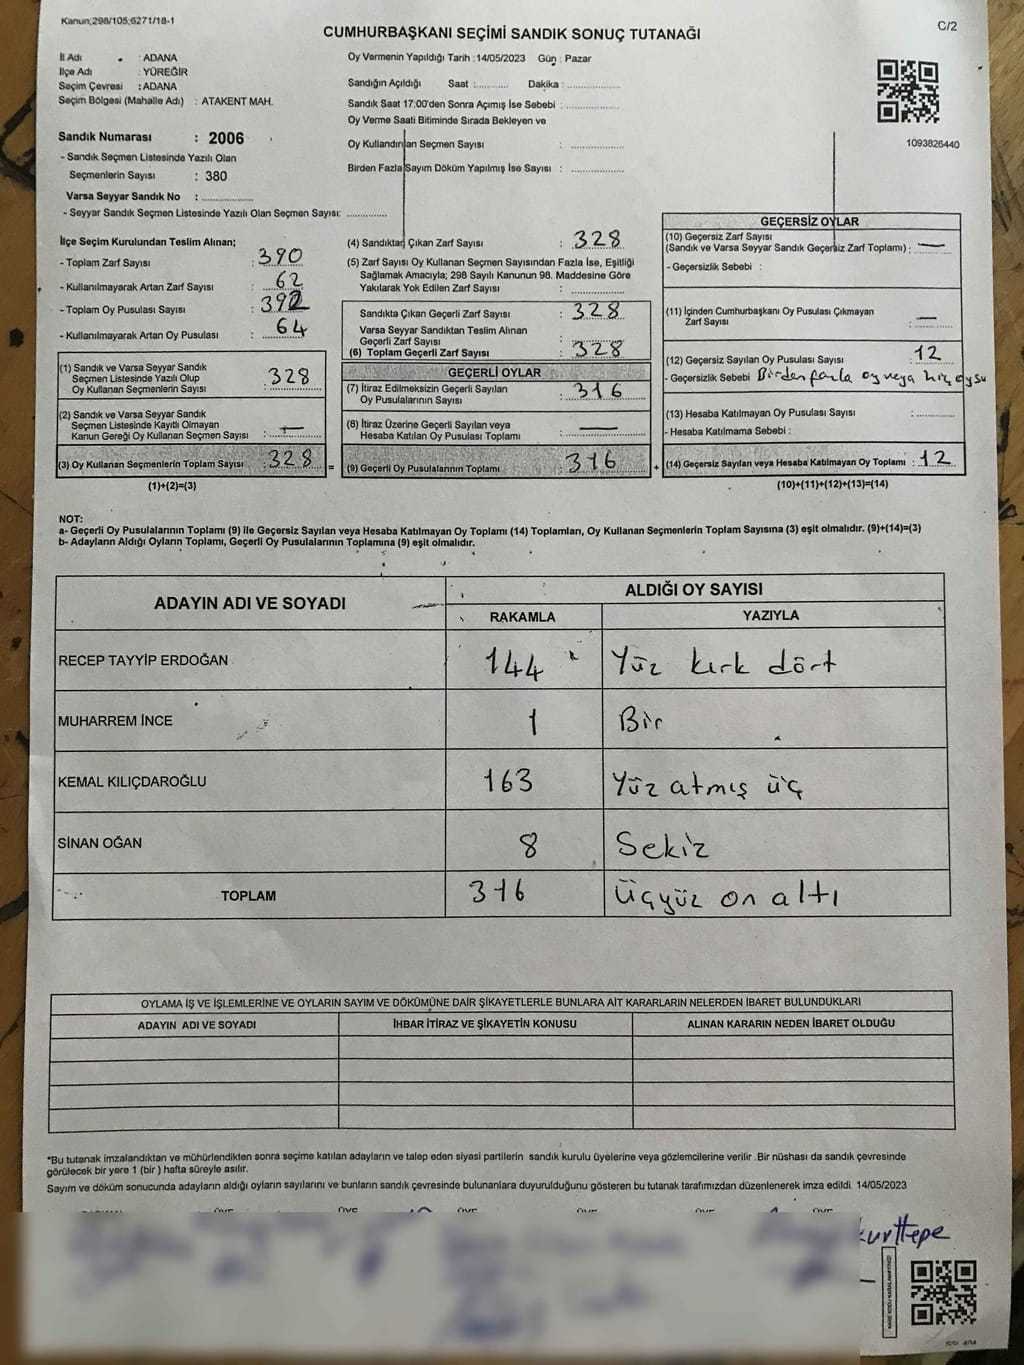 Kanun;298/105;6271/18-1
C/2
CUMHURBAŞKANI SEÇİMİ SANDIK SONUÇ TUTANAĞI
İl Adı : ADANA
İlçe Adı : YÜREĞİR
Seçim Çevresi : ADANA
Seçim Bölgesi (Mahalle Adı) : ATAKENT MAH.
Sandık Numarası : 2006
- Sandık Seçmen Listesinde Yazılı Olan
Seçmenlerin Sayısı : 380
Varsa Seyyar Sandık No :
- Seyyar Sandık Seçmen Listesinde Yazılı Olan Seçmen Sayısı:
Oy Vermenin Yapıldığı Tarih : 14/05/2023 Gün : Pazar
Sandığın Açıldığı Saat : Dakika :
Sandık Saat 17:00'den Sonra Açımış İse Sebebi :
Oy Verme Saati Bitiminde Sırada Bekleyen ve
Oy Kullandırılan Seçmen Sayısı :
Birden Fazla Sayım Döküm Yapılmış İse Sayısı :
1093826440
İlçe Seçim Kurulundan Teslim Alınan;
- Toplam Zarf Sayısı : 390
- Kullanılmayarak Artan Zarf Sayısı : 62
- Toplam Oy Pusulası Sayısı : 392
- Kullanılmayarak Artan Oy Pusulası : 64
(1) Sandık ve Varsa Seyyar Sandık
Seçmen Listesinde Yazılı Olup
Oy Kullanan Seçmenlerin Sayısı : 328
(2) Sandık ve Varsa Seyyar Sandık
Seçmen Listesinde Kayıtlı Olmayan
Kanun Gereği Oy Kullanan Seçmen Sayısı : —
(3) Oy Kullanan Seçmenlerin Toplam Sayısı : 328
(1)+(2)=(3)
(4) Sandıktan Çıkan Zarf Sayısı : 328
(5) Zarf Sayısı Oy Kullanan Seçmen Sayısından Fazla İse, Eşitliği
Sağlamak Amacıyla; 298 Sayılı Kanunun 98. Maddesine Göre
Yakılarak Yok Edilen Zarf Sayısı :
Sandıkta Çıkan Geçerli Zarf Sayısı : 328
Varsa Seyyar Sandıktan Teslim Alınan
Geçerli Zarf Sayısı :
(6) Toplam Geçerli Zarf Sayısı : 328
GEÇERLİ OYLAR
(7) İtiraz Edilmeksizin Geçerli Sayılan
Oy Pusulalarının Sayısı : 316
(8) İtiraz Üzerine Geçerli Sayılan veya
Hesaba Katılan Oy Pusulası Toplamı : —
= (9) Geçerli Oy Pusulalarının Toplamı : 316 +
GEÇERSİZ OYLAR
(10) Geçersiz Zarf Sayısı
(Sandık ve Varsa Seyyar Sandık Geçersiz Zarf Toplamı) : —
- Geçersizlik Sebebi :
(11) İçinden Cumhurbaşkanı Oy Pusulası Çıkmayan
Zarf Sayısı : —
(12) Geçersiz Sayılan Oy Pusulası Sayısı : 12
- Geçersizlik Sebebi Birden fazla oy veya hiç oysu
(13) Hesaba Katılmayan Oy Pusulası Sayısı :
- Hesaba Katılmama Sebebi :
(14) Geçersiz Sayılan veya Hesaba Katılmayan Oy Toplamı : 12
(10)+(11)+(12)+(13)=(14)
NOT:
a- Geçerli Oy Pusulalarının Toplamı (9) ile Geçersiz Sayılan veya Hesaba Katılmayan Oy Toplamı (14) Toplamları, Oy Kullanan Seçmenlerin Toplam Sayısına (3) eşit olmalıdır. (9)+(14)=(3)
b- Adayların Aldığı Oyların Toplamı, Geçerli Oy Pusulalarının Toplamına (9) eşit olmalıdır.
ADAYIN ADI VE SOYADI
ALDIĞI OY SAYISI
RAKAMLA YAZIYLA
RECEP TAYYİP ERDOĞAN 144 Yüz kırk dört
MUHARREM İNCE 1 Bir
KEMAL KILIÇDAROĞLU 163 Yüz atmış üç
SİNAN OĞAN 8 Sekiz
TOPLAM 316 Üçyüz on altı
OYLAMA İŞ VE İŞLEMLERİNE VE OYLARIN SAYIM VE DÖKÜMÜNE DAİR ŞİKAYETLERLE BUNLARA AİT KARARLARIN NELERDEN İBARET BULUNDUKLARI
ADAYIN ADI VE SOYADI İHBAR İTİRAZ VE ŞİKAYETİN KONUSU ALINAN KARARIN NEDEN İBARET OLDUĞU
*Bu tutanak imzalandıktan ve mühürlendikten sonra seçime katılan adayların ve talep eden siyasi partilerin sandık kurulu üyelerine veya gözlemcilerine verilir .Bir nüshası da sandık çevresinde
görülecek bir yere 1 (bir ) hafta süreyle asılır.
Sayım ve döküm sonucunda adayların aldığı oyların sayılarını ve bunların sandık çevresinde bulunanlara duyurulduğunu gösteren bu tutanak tarafımızdan düzenlenerek imza edildi. 14/05/2023
kurttepe